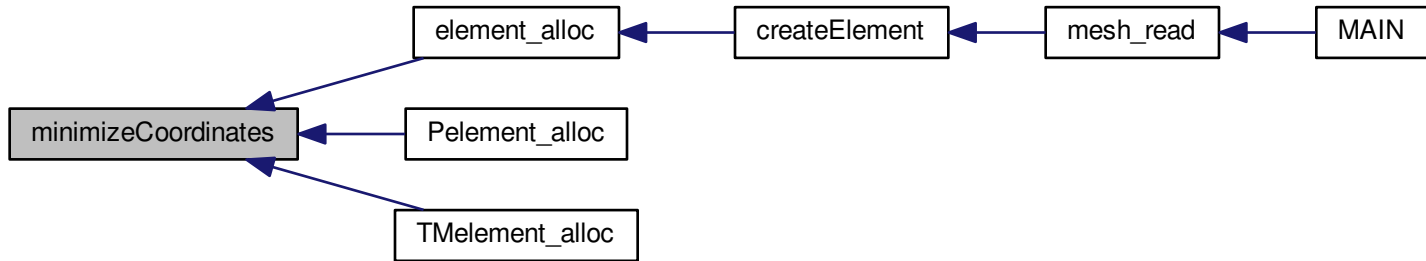 element_alloc
createElement
mesh_read
MAIN
minimizeCoordinates
Pelement_alloc
TMelement_alloc